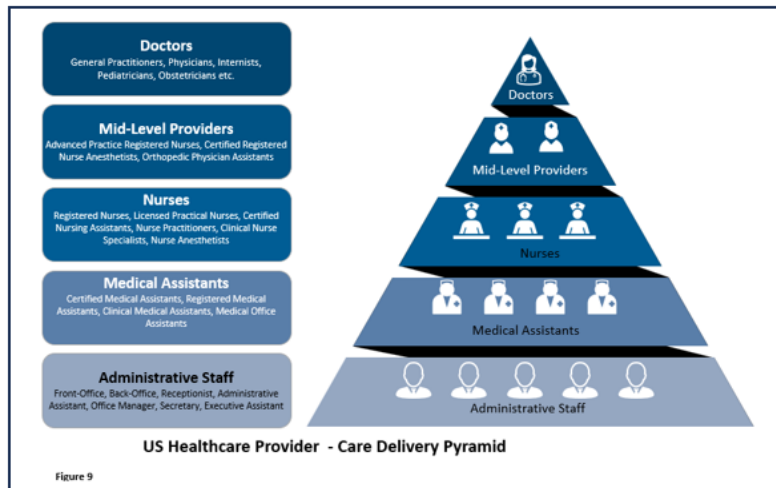 Doctors
General Practitioners, Physicians, Internists,
Pediatricians, Obstetricians etc.
Mid-Level Providers
Advanced Practice Registered Nurses, Certified Registered
Nurse Anesthetists, Orthopedic Physician Assistants
Nurses
Registered Nurses, Licensed Practical Nurses, Certified
Nursing Assistants, Nurse Practitioners, Clinical Nurse
Specialists, Nurse Anesthetists
Medical Assistants
Certified Medical Assistants, Registered Medical
Assistants, Clinical Medical Assistants, Medical Office
Assistants
Administrative Staff
Front-Office, Back-Office, Receptionist, Administrative
Assistant, Office Manager, Secretary, Executive Assistant
Doctors
Mid-Level Providers
Nurses
Medical Assistants
Administrative Staff
US Healthcare Provider - Care Delivery Pyramid
Figure 9